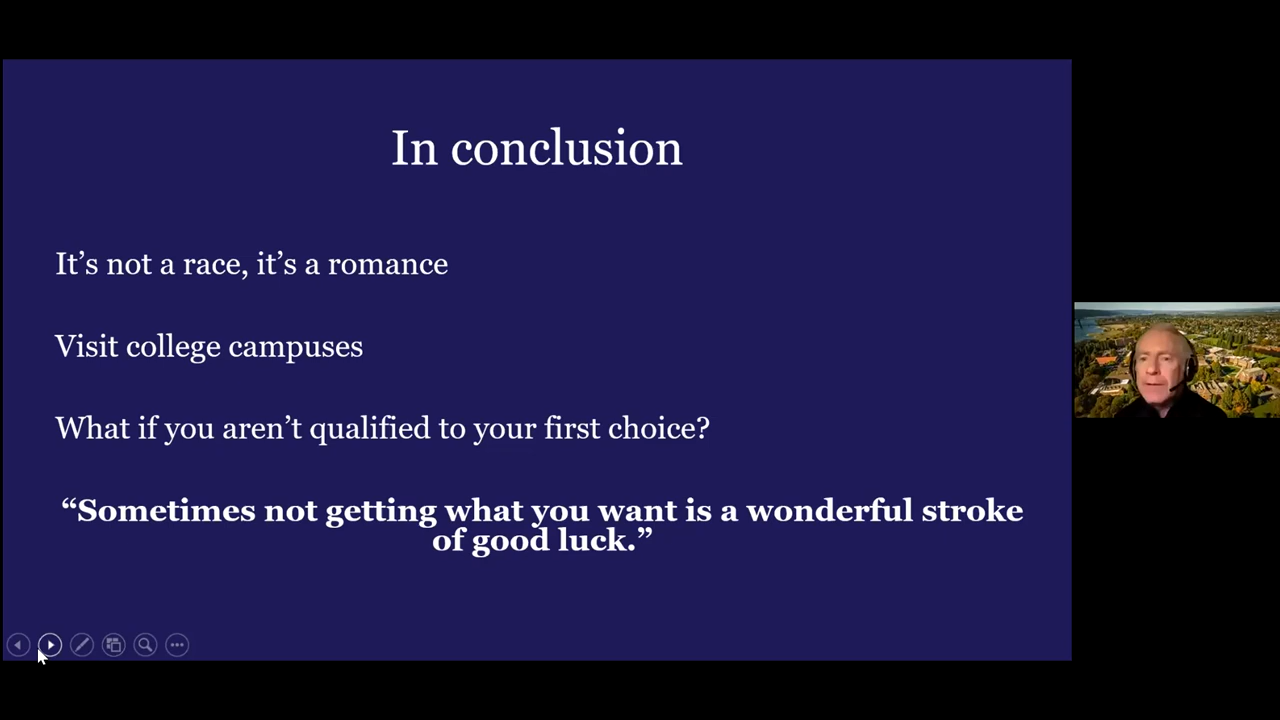 In conclusion
It’s not a race, it’s a romance
Visit college campuses
What if you aren’t qualified to your first choice?
“Sometimes not getting what you want is a wonderful stroke
of good luck.”